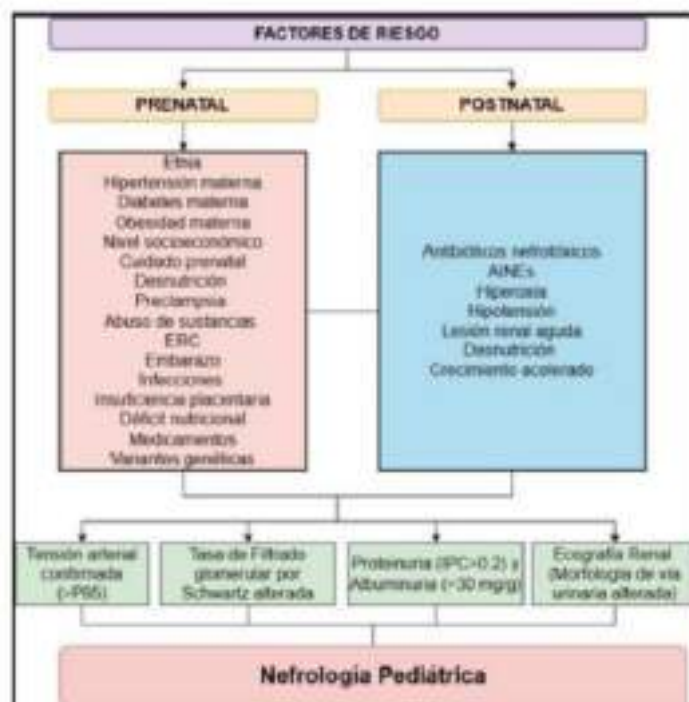 FACTORES DE RIESGO
PRENATAL
POSTNATAL
Etnia
Hipertensión materna
Diabetes materna
Obesidad materna
Nivel socioeconómico
Cuidado prenatal
Desnutrición
Preclampsia
Abuso de sustancias
ERC
Embarazo
Infecciones
Insuficiencia placentaria
Déficit nutricional
Medicamentos
Variantes genéticas
Antibióticos nefrotóxicos
AINEs
Hiperoxia
Hipotensión
Lesión renal aguda
Desnutrición
Crecimiento acelerado
Tensión arterial
confirmada
(>P95)
Tasa de Filtrado
glomerular por
Schwartz alterada
Proteinuria (IPC>0.2) y
Albuminuria (>30 mg/g)
Ecografía Renal
(Morfología de vía
urinaria alterada)
Nefrología Pediátrica